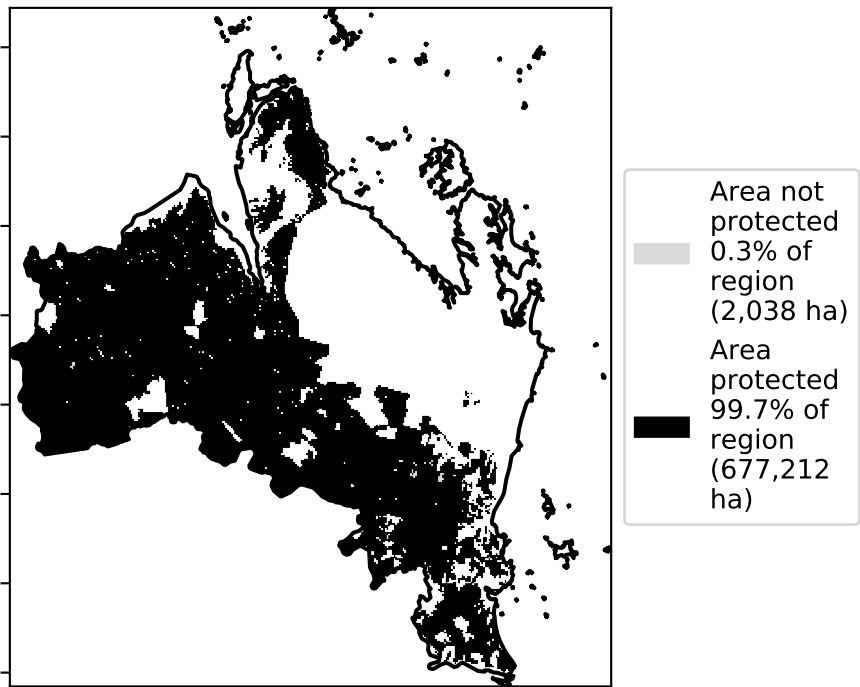 Area not
protected
0.3% of
region
(2,038 ha)
Area
protected
99.7% of
region
(677,212
ha)